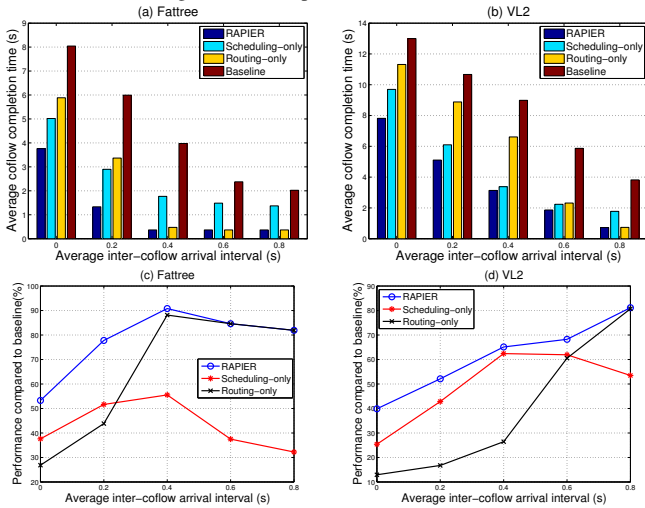 (a) Fattree
Average coflow completion time (s)
9
8
7
6
5
4
3
2
1
0
RAPIER
Scheduling-only
Routing-only
Baseline
0 0.2 0.4 0.6 0.8
Average inter-coflow arrival interval (s)
(b) VL2
Average coflow completion time (s)
14
12
10
8
6
4
2
0
RAPIER
Scheduling-only
Routing-only
Baseline
0 0.2 0.4 0.6 0.8
Average inter-coflow arrival interval (s)
(c) Fattree
Performance compared to baseline(%)
100
90
80
70
60
50
40
30
20
RAPIER
Scheduling-only
Routing-only
0 0.2 0.4 0.6 0.8
Average inter-coflow arrival interval (s)
(d) VL2
Performance compared to baseline(%)
90
80
70
60
50
40
30
20
10
RAPIER
Scheduling-only
Routing-only
0 0.2 0.4 0.6 0.8
Average inter-coflow arrival interval (s)